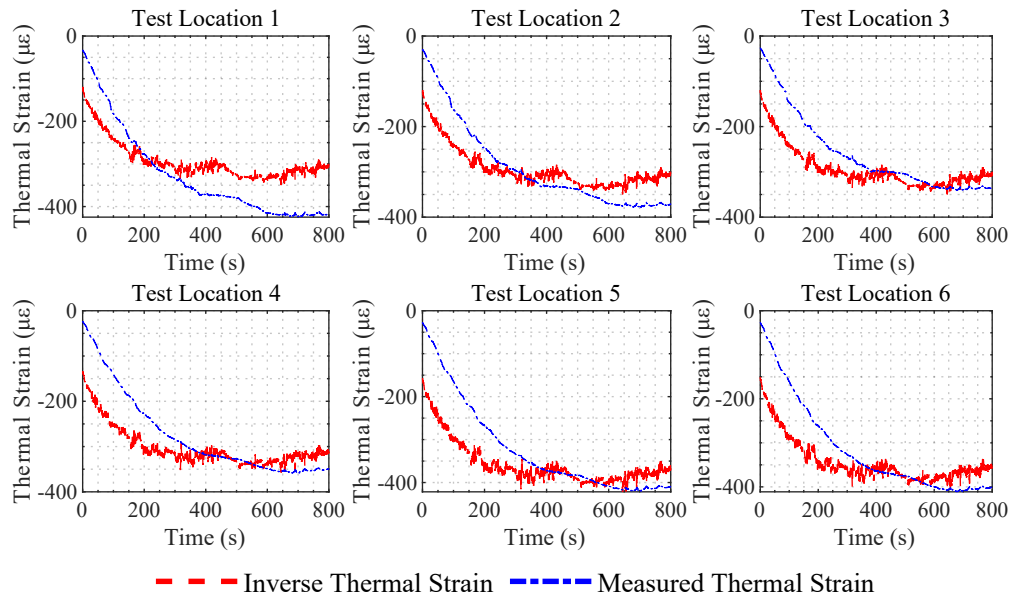 Test Location 1
Test Location 2
Test Location 3
Thermal Strain (με)
0
-200
-400
0 200 400 600 800
Time (s)
Thermal Strain (με)
0
-200
-400
0 200 400 600 800
Time (s)
Thermal Strain (με)
0
-200
-400
0 200 400 600 800
Time (s)
Test Location 4
Test Location 5
Test Location 6
Thermal Strain (με)
0
-200
-400
0 200 400 600 800
Time (s)
Thermal Strain (με)
0
-200
-400
0 200 400 600 800
Time (s)
Thermal Strain (με)
0
-200
-400
0 200 400 600 800
Time (s)
Inverse Thermal Strain
Measured Thermal Strain